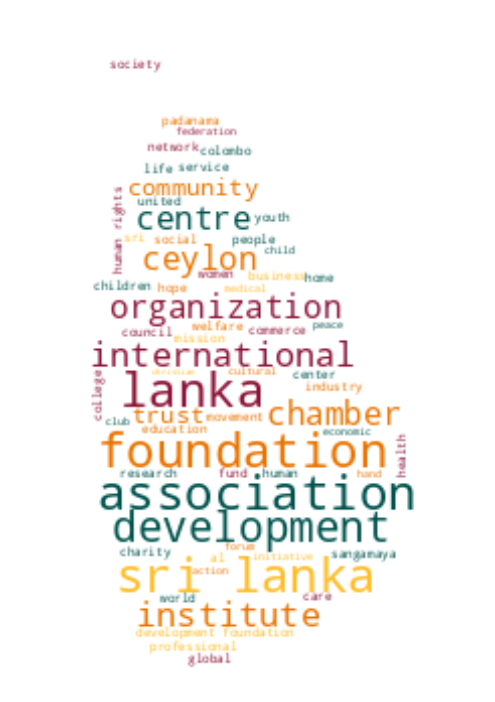 society
padanama
federation
network colombo
life service
community
united
human rights
centre youth
sri social people
ceylon child
women business home
children hope medical
organization
welfare peace
council commerce
mission
international
christian cultural center
college
lanka industry
trust movement chamber
club
education economic
foundation
health
research fund human hand
association
development
forum
charity al initiative sangamaya
action
sri lanka
world care
institute
development foundation
professional
global